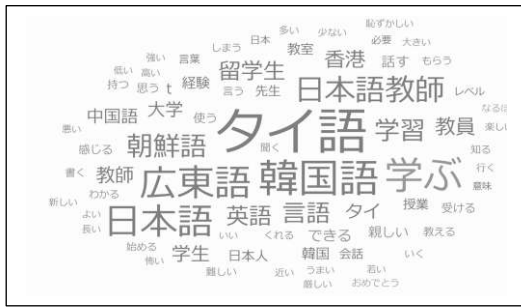 恥ずかしい
多い 少ない
日本 必要 大きい
しまう 教室
強い 言葉 香港 話す もらう
低い 高い 留学生
持つ 思う t 経験 言う 先生 日本語教師 レベル
中国語 大学 使う
悪い タイ語 学習 教員 楽しい
感じる 朝鮮語 聞く 知る
書く 教師 広東語 韓国語 学ぶ 行く
わかる 意味
新しい 授業
よい 日本語 英語 言語 タイ 受ける
長い
始める いい くれる できる 親しい 教える
怖い 学生 日本人 韓国 会話 いく
難しい 近い うまい 若い
厳しい おめでとう